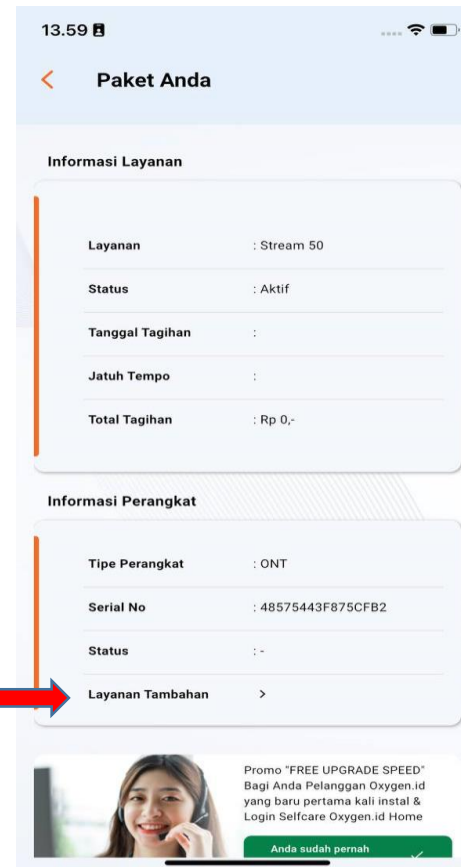 13.59
Paket Anda
Informasi Layanan
Layanan : Stream 50
Status : Aktif
Tanggal Tagihan :
Jatuh Tempo :
Total Tagihan : Rp 0,-
Informasi Perangkat
Tipe Perangkat : ONT
Serial No : 48575443F875CFB2
Status : -
Layanan Tambahan >
Promo "FREE UPGRADE SPEED"
Bagi Anda Pelanggan Oxygen.id
yang baru pertama kali instal &
Login Selfcare Oxygen.id Home
Anda sudah pernah